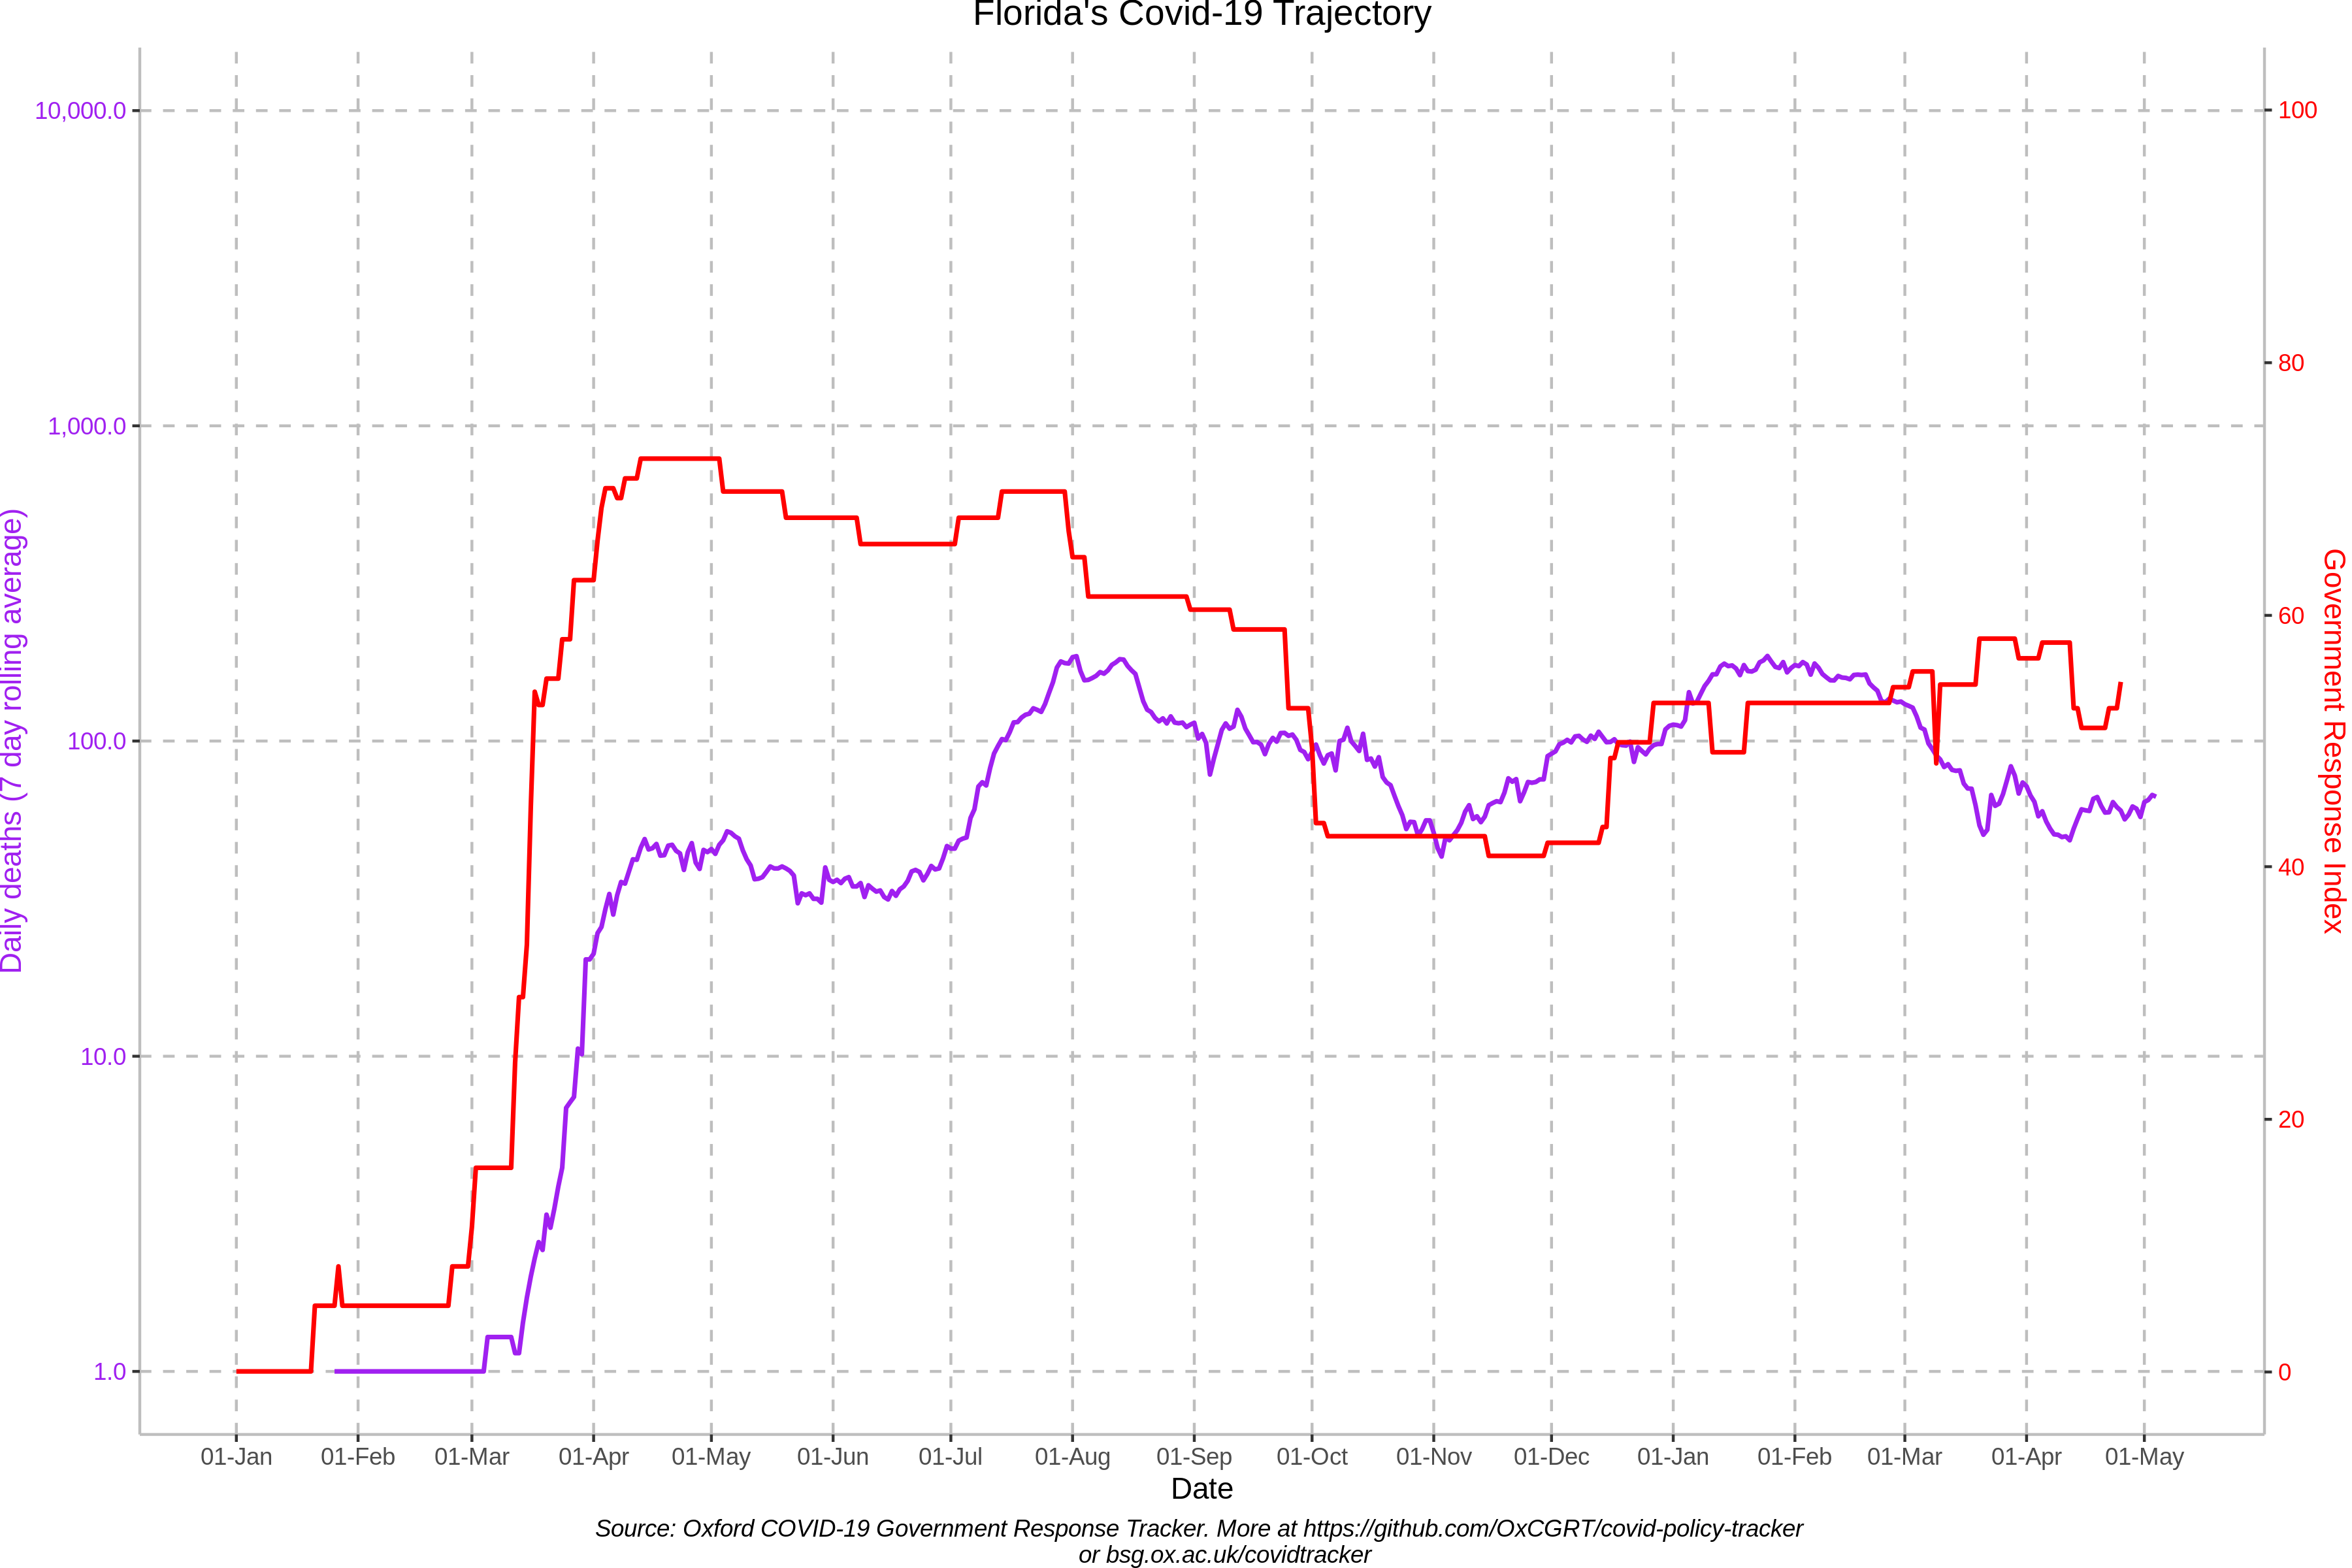 Florida's Covid-19 Trajectory
10,000.0
1,000.0
100.0
10.0
1.0
Daily deaths (7 day rolling average)
100
80
60
40
20
0
Government Response Index
01-Jan 01-Feb 01-Mar 01-Apr 01-May 01-Jun 01-Jul 01-Aug 01-Sep 01-Oct 01-Nov 01-Dec 01-Jan 01-Feb 01-Mar 01-Apr 01-May
Date
Source: Oxford COVID-19 Government Response Tracker. More at https://github.com/OxCGRT/covid-policy-tracker
or bsg.ox.ac.uk/covidtracker